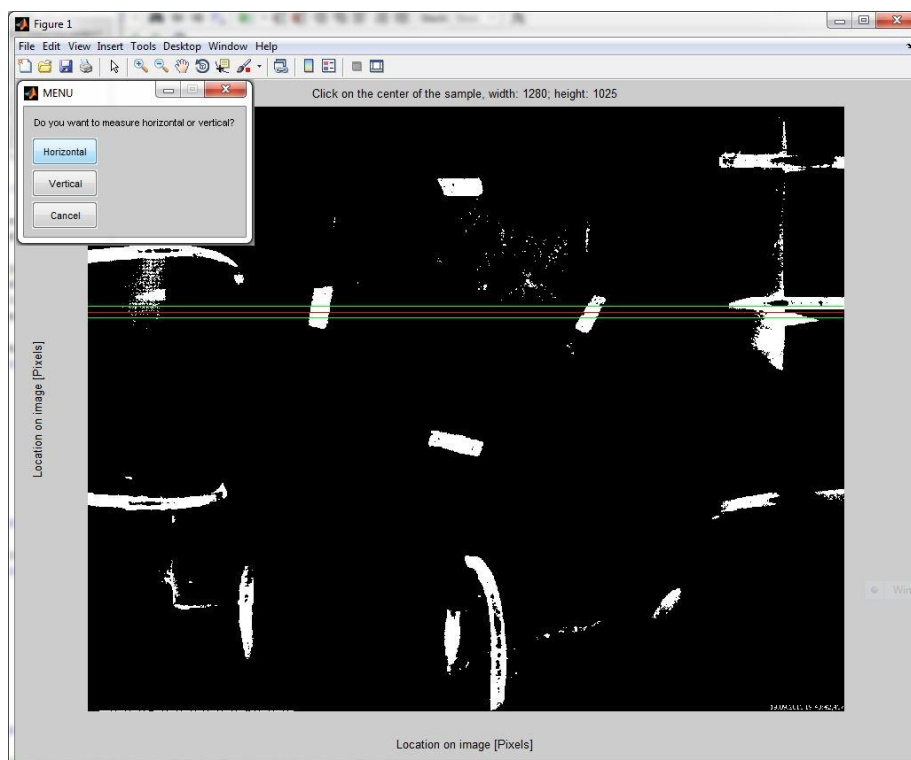 Figure 1
File Edit View Insert Tools Desktop Window Help
MENU
Click on the center of the sample, width: 1280; height: 1025
Do you want to measure horizontal or vertical?
Horizontal
Vertical
Cancel
Location on image [Pixels]
Location on image [Pixels]